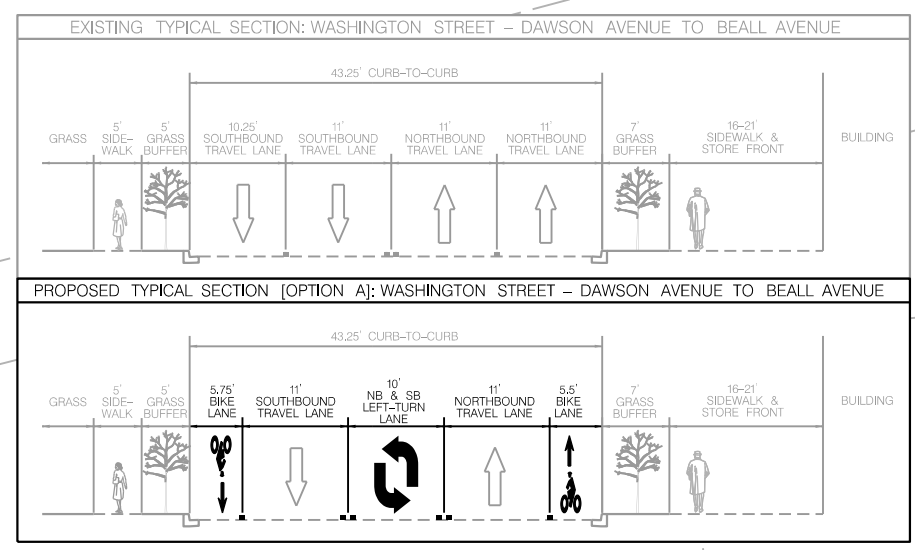 EXISTING TYPICAL SECTION: WASHINGTON STREET – DAWSON AVENUE TO BEALL AVENUE
43.25' CURB–TO–CURB
GRASS
5'
SIDE–
WALK
5'
GRASS
BUFFER
10.25'
SOUTHBOUND
TRAVEL LANE
11'
SOUTHBOUND
TRAVEL LANE
11'
NORTHBOUND
TRAVEL LANE
11'
NORTHBOUND
TRAVEL LANE
7'
GRASS
BUFFER
16–21'
SIDEWALK &
STORE FRONT
BUILDING
PROPOSED TYPICAL SECTION [OPTION A]: WASHINGTON STREET – DAWSON AVENUE TO BEALL AVENUE
43.25' CURB–TO–CURB
GRASS
5'
SIDE–
WALK
5'
GRASS
BUFFER
5.75'
BIKE
LANE
11'
SOUTHBOUND
TRAVEL LANE
10'
NB & SB
LEFT–TURN
LANE
11'
NORTHBOUND
TRAVEL LANE
5.5'
BIKE
LANE
7'
GRASS
BUFFER
16–21'
SIDEWALK &
STORE FRONT
BUILDING